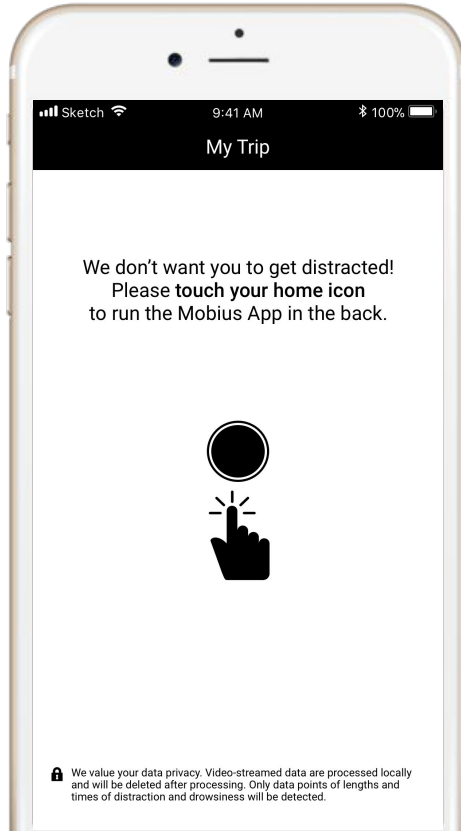 Sketch 9:41 AM 100%
My Trip
We don’t want you to get distracted!
Please touch your home icon
to run the Mobius App in the back.
We value your data privacy. Video-streamed data are processed locally
and will be deleted after processing. Only data points of lengths and
times of distraction and drowsiness will be detected.